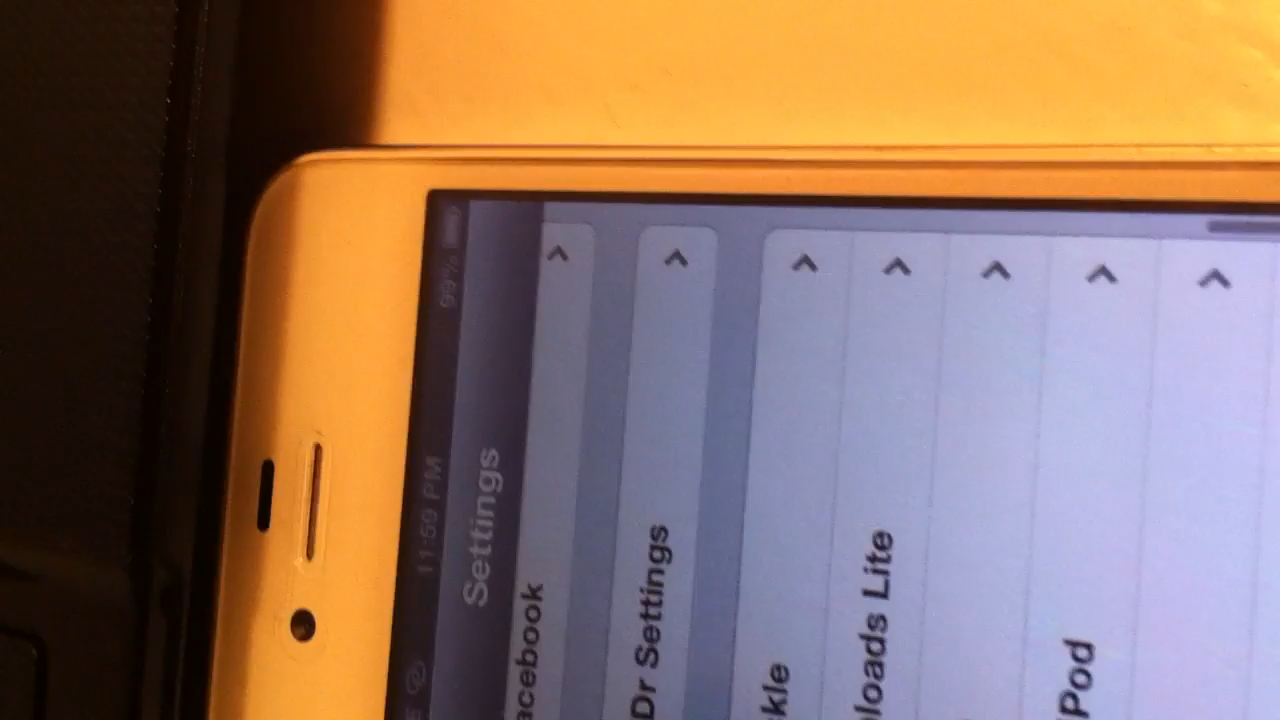 11:59 PM 99%
Settings
acebook
Dr Settings
kle
loads Lite
Pod